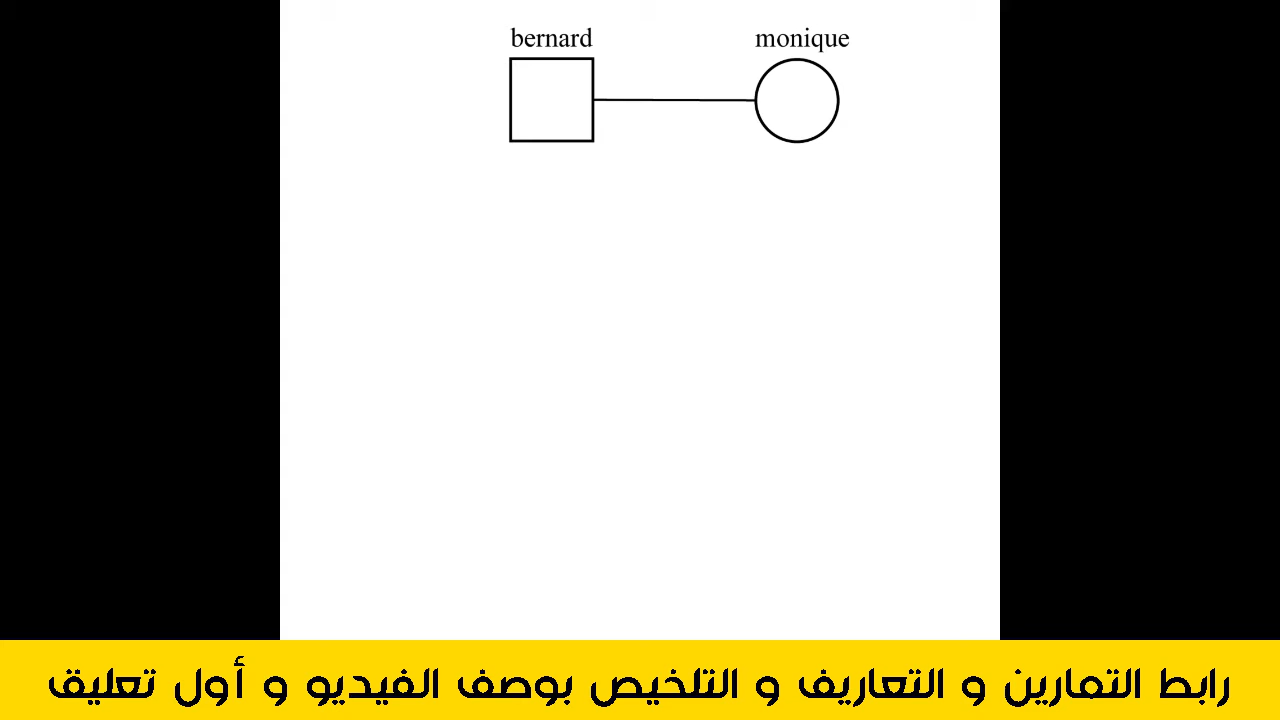 bernard monique
رابط التمارين و التعاريف و التلخيص بوصف الفيديو و أول تعليق